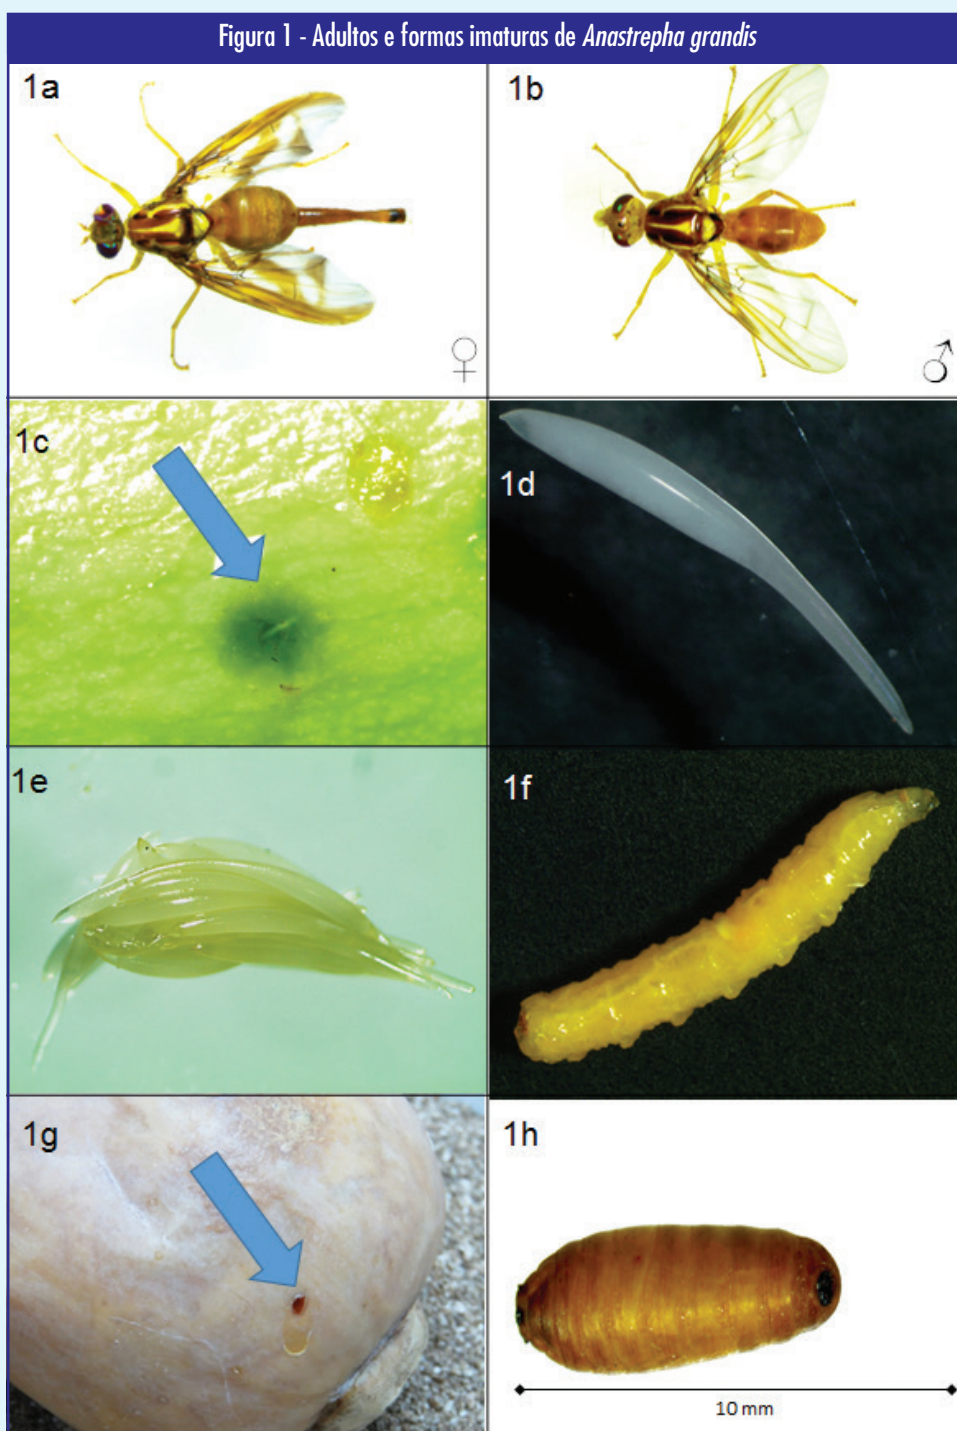 Figura 1 - Adultos e formas imaturas de Anastrepha grandis
1a
1b
♀
♂
1c
1d
1e
1f
1g
1h
10 mm